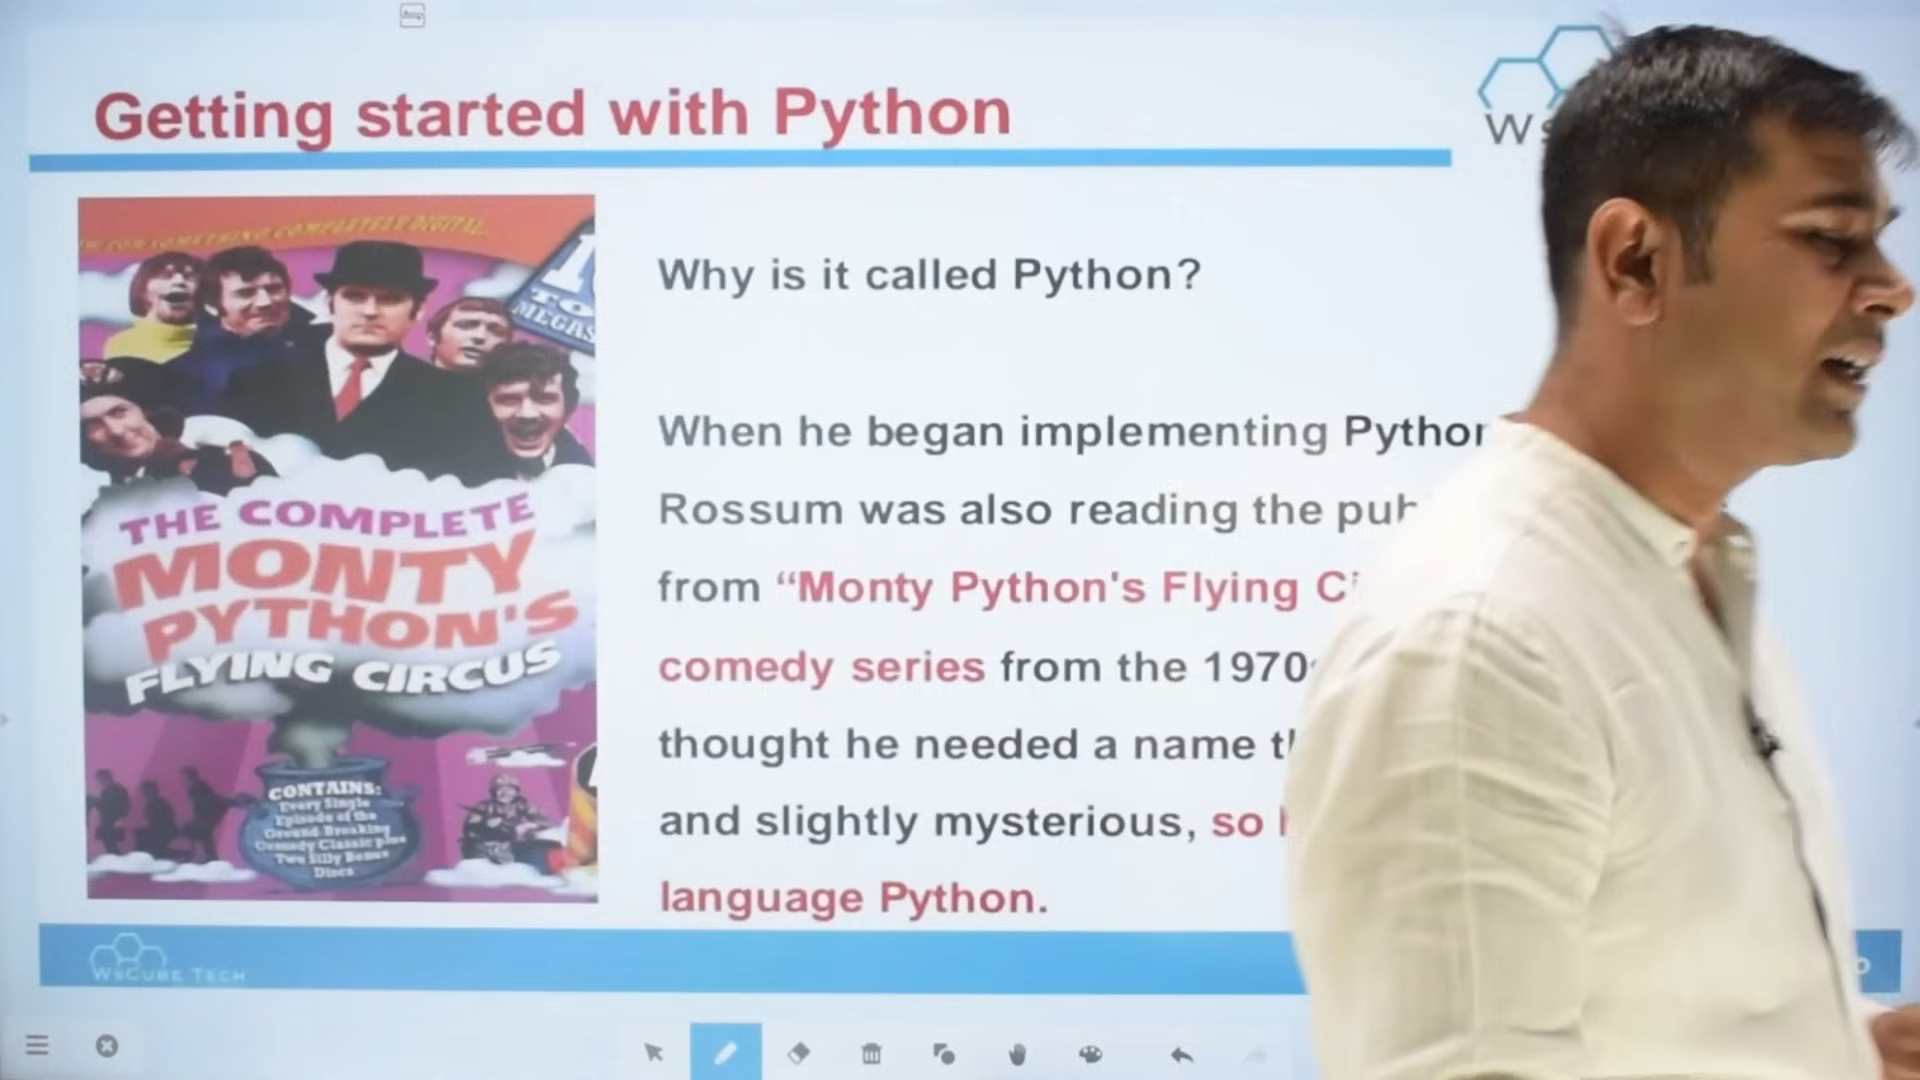 Getting started with Python
COMPLETELY DIGITAL
MEGAS
Why is it called Python?
When he began implementing
Rossum was also reading the
from “Monty Python's Flying
comedy series from the
thought he needed a name
and slightly mysterious, so
language Python.
THE COMPLETE
MONTY
PYTHON'S
FLYING CIRCUS
CONTAINS:
Every Single
Episode of the
Ground Breaking
Comedy Classic plus
Two Silly Bonus
Discs
WSCUBE TECH